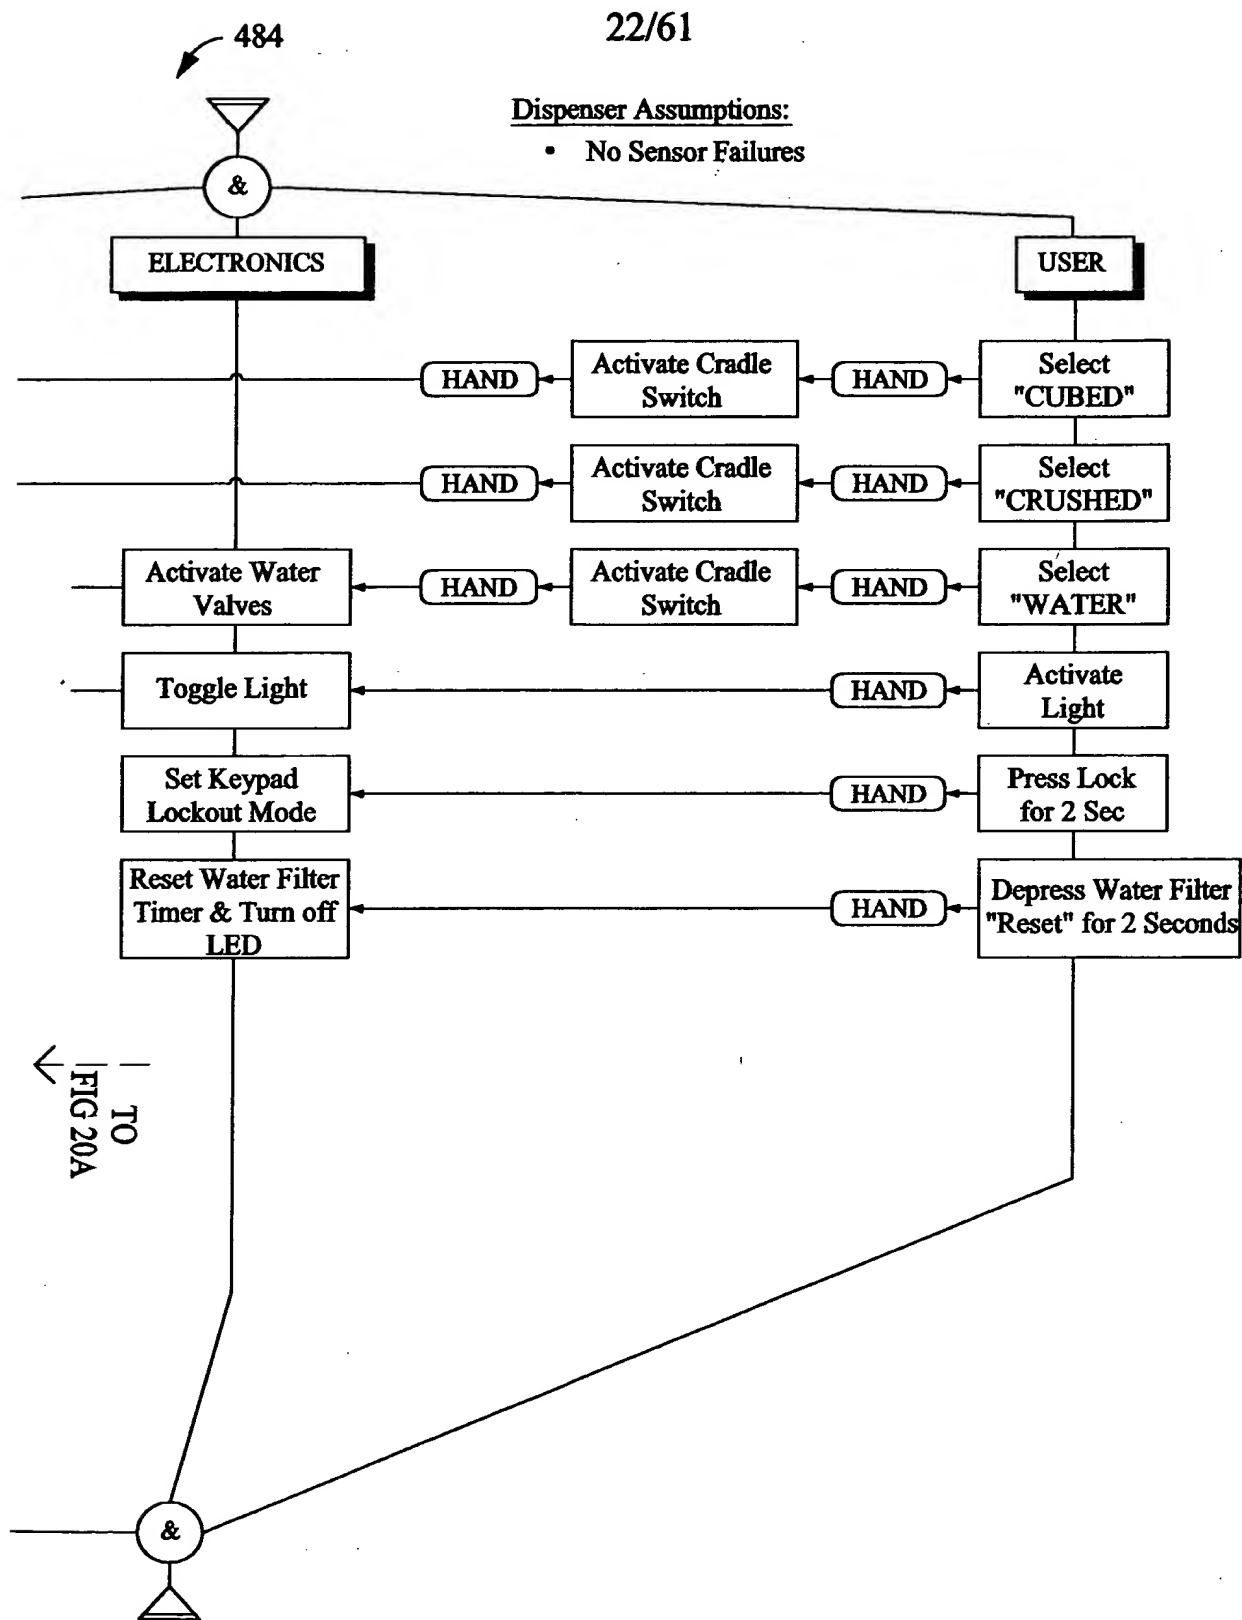 22/61
484
Dispenser Assumptions:
• No Sensor Failures
&
ELECTRONICS
USER
HAND
Activate Cradle
Switch
HAND
Select
"CUBED"
HAND
Activate Cradle
Switch
HAND
Select
"CRUSHED"
Activate Water
Valves
HAND
Activate Cradle
Switch
HAND
Select
"WATER"
Toggle Light
HAND
Activate
Light
Set Keypad
Lockout Mode
HAND
Press Lock
for 2 Sec
Reset Water Filter
Timer & Turn off
LED
HAND
Depress Water Filter
"Reset" for 2 Seconds
TO
FIG 20A
&